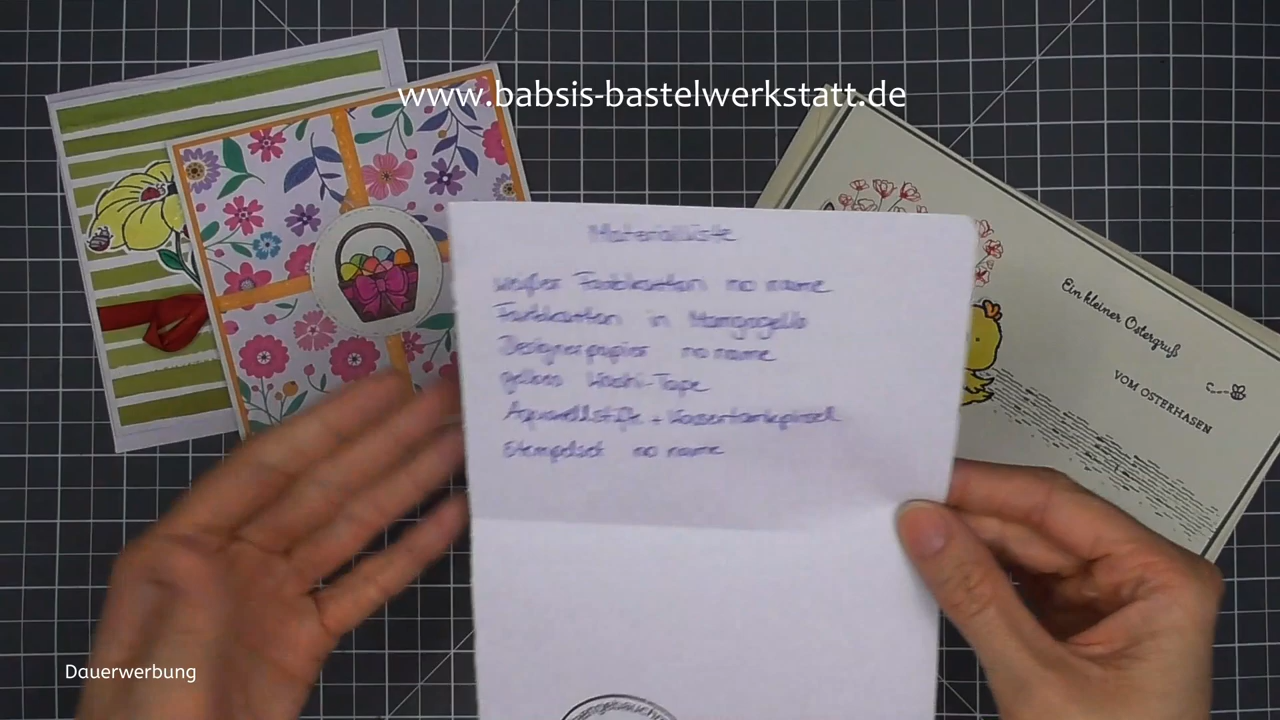 www.babsis-bastelwerkstatt.de
Materialliste
weißer Farbkarton no name
Farbkarton in Mangogelb
Designerpapier no name
gelbes Washi-Tape
Aquarellstifte + Wassertankpinsel
Stempelset no name
Ein kleiner Ostergruß
VOM OSTERHASEN
Dauerwerbung